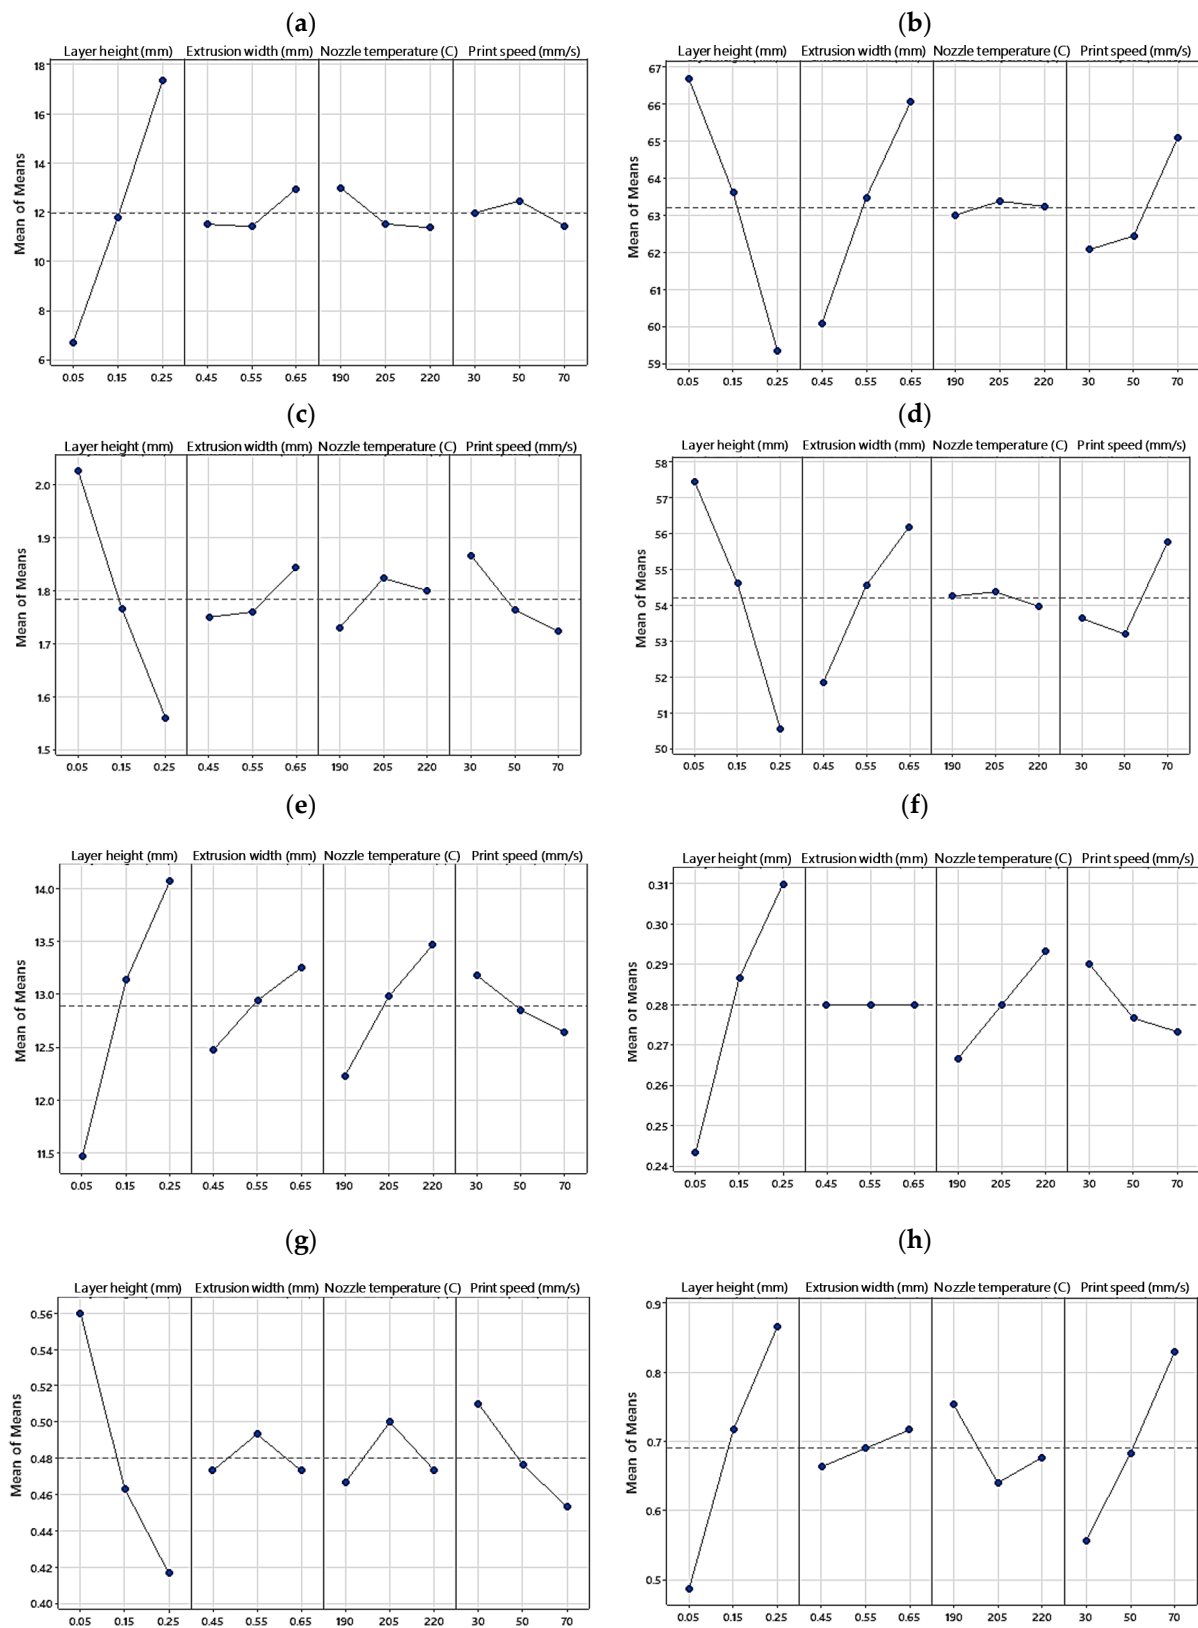 (a)
Layer height (mm) Extrusion width (mm) Nozzle temperature (C) Print speed (mm/s)
18
16
14
12
10
8
6
Mean of Means
0.05 0.15 0.25 0.45 0.55 0.65 190 205 220 30 50 70
(b)
Layer height (mm) Extrusion width (mm) Nozzle temperature (C) Print speed (mm/s)
67
66
65
64
63
62
61
60
59
Mean of Means
0.05 0.15 0.25 0.45 0.55 0.65 190 205 220 30 50 70
(c)
Layer height (mm) Extrusion width (mm) Nozzle temperature (C) Print speed (mm/s)
2.0
1.9
1.8
1.7
1.6
1.5
Mean of Means
0.05 0.15 0.25 0.45 0.55 0.65 190 205 220 30 50 70
(d)
Layer height (mm) Extrusion width (mm) Nozzle temperature (C) Print speed (mm/s)
58
57
56
55
54
53
52
51
50
Mean of Means
0.05 0.15 0.25 0.45 0.55 0.65 190 205 220 30 50 70
(e)
Layer height (mm) Extrusion width (mm) Nozzle temperature (C) Print speed (mm/s)
14.0
13.5
13.0
12.5
12.0
11.5
Mean of Means
0.05 0.15 0.25 0.45 0.55 0.65 190 205 220 30 50 70
(f)
Layer height (mm) Extrusion width (mm) Nozzle temperature (C) Print speed (mm/s)
0.31
0.30
0.29
0.28
0.27
0.26
0.25
0.24
Mean of Means
0.05 0.15 0.25 0.45 0.55 0.65 190 205 220 30 50 70
(g)
Layer height (mm) Extrusion width (mm) Nozzle temperature (C) Print speed (mm/s)
0.56
0.54
0.52
0.50
0.48
0.46
0.44
0.42
0.40
Mean of Means
0.05 0.15 0.25 0.45 0.55 0.65 190 205 220 30 50 70
(h)
Layer height (mm) Extrusion width (mm) Nozzle temperature (C) Print speed (mm/s)
0.9
0.8
0.7
0.6
0.5
Mean of Means
0.05 0.15 0.25 0.45 0.55 0.65 190 205 220 30 50 70